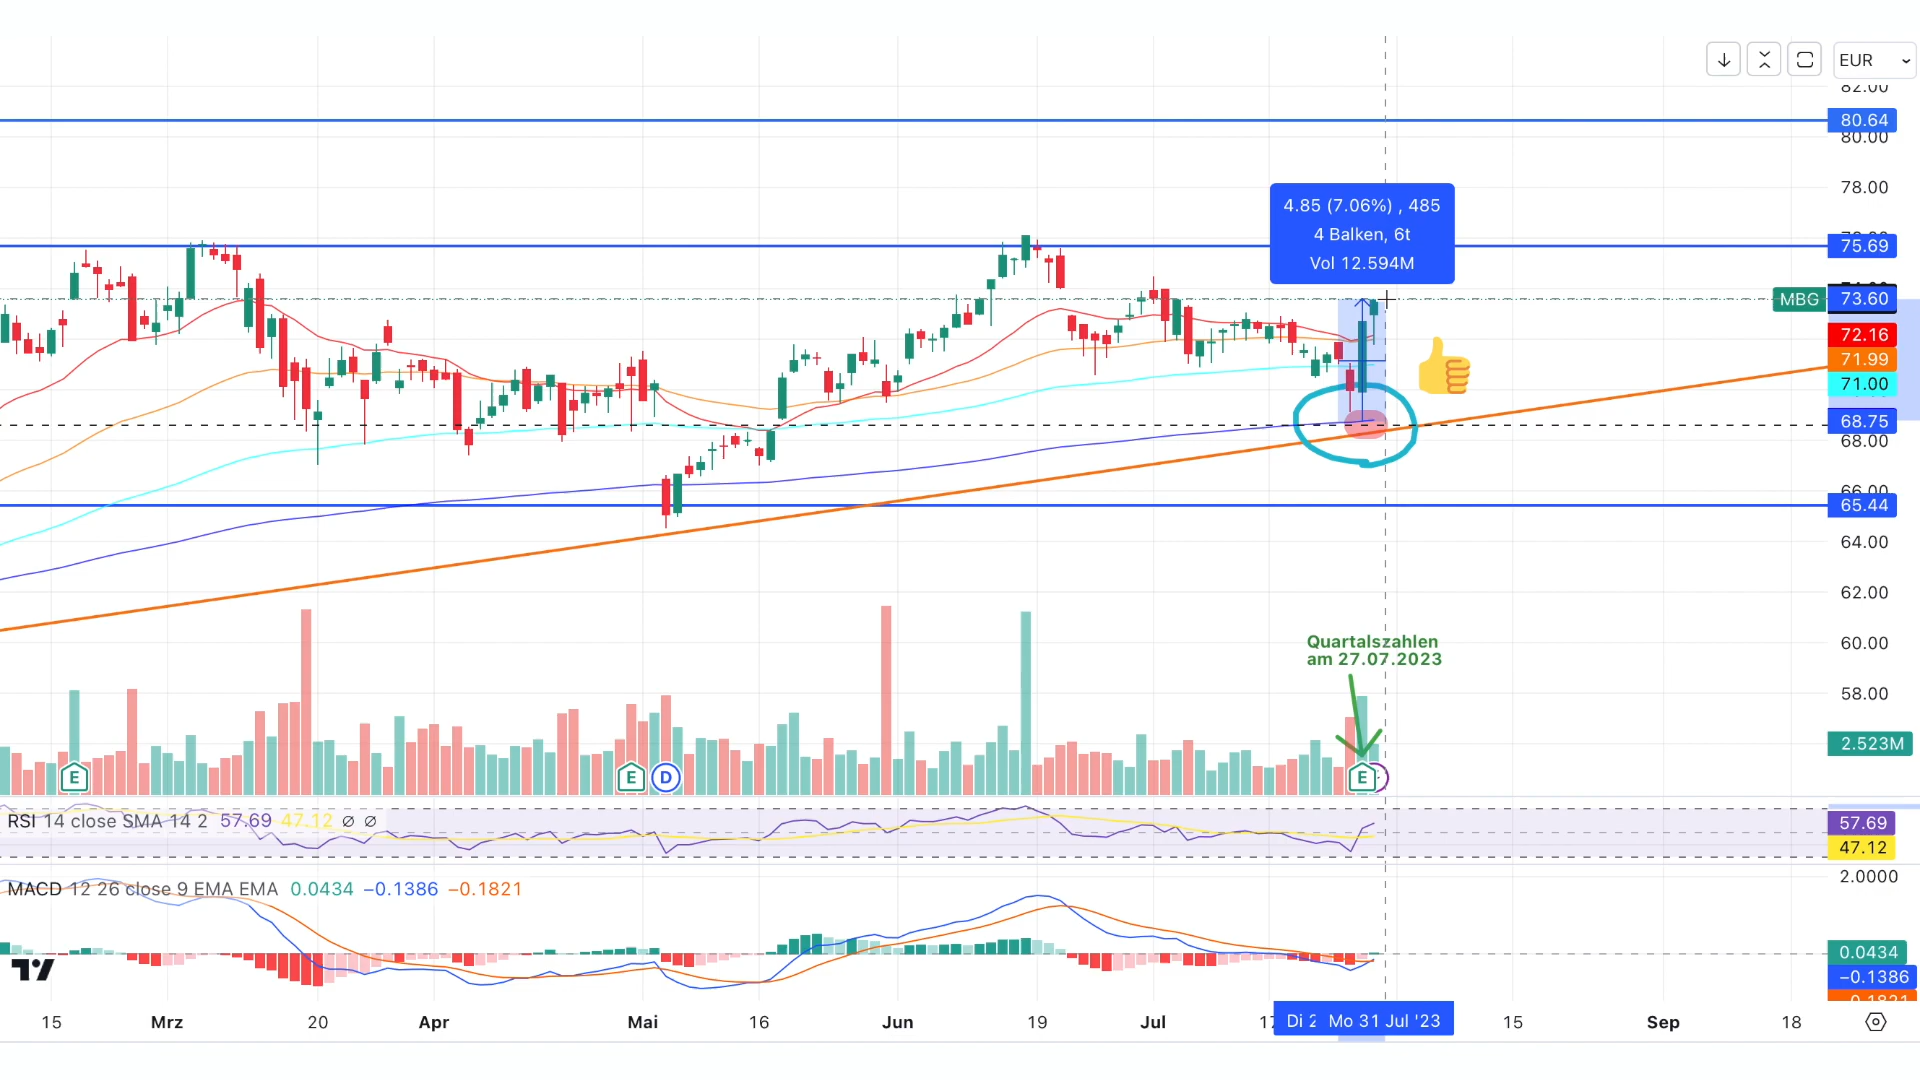 EUR
82.00
80.64
80.00
78.00
4.85 (7.06%) , 485
4 Balken, 6t
Vol 12.594M
75.69
MBG
73.60
72.16
71.99
71.00
68.75
68.00
66.00
65.44
64.00
62.00
60.00
Quartalszahlen
am 27.07.2023
58.00
2.523M
E
E
D
E
RSI 14 close SMA 14 2 57.69 47.12 ∅ ∅
57.69
47.12
MACD 12 26 close 9 EMA EMA 0.0434 −0.1386 −0.1821
2.0000
0.0434
−0.1386
−0.1821
15 Mrz 20 Apr Mai 16 Jun 19 Jul Di Mo 31 Jul '23 15 Sep 18